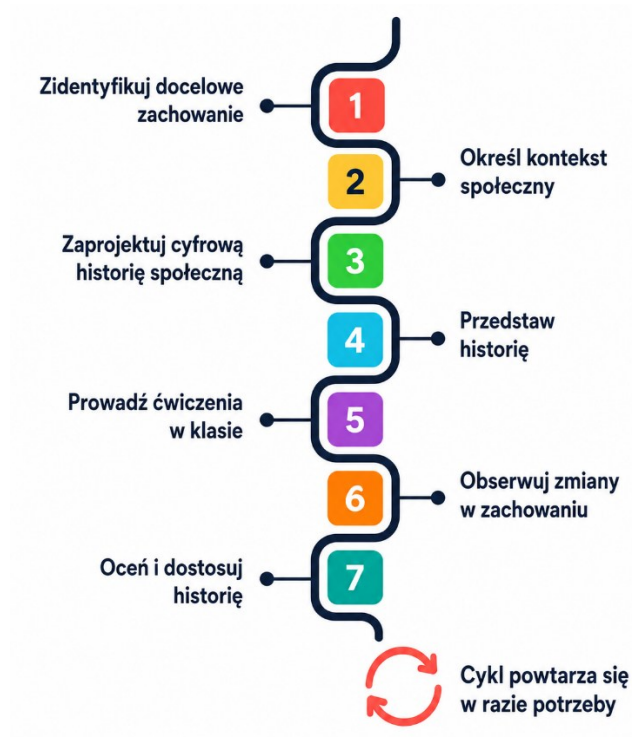 Zidentyfikuj docelowe
zachowanie
1
2
Określ kontekst
społeczny
Zaprojektuj cyfrową
historię społeczną
3
4
Przedstaw
historię
Prowadź ćwiczenia
w klasie
5
6
Obserwuj zmiany
w zachowaniu
Oceń i dostosuj
historię
7
Cykl powtarza się
w razie potrzeby